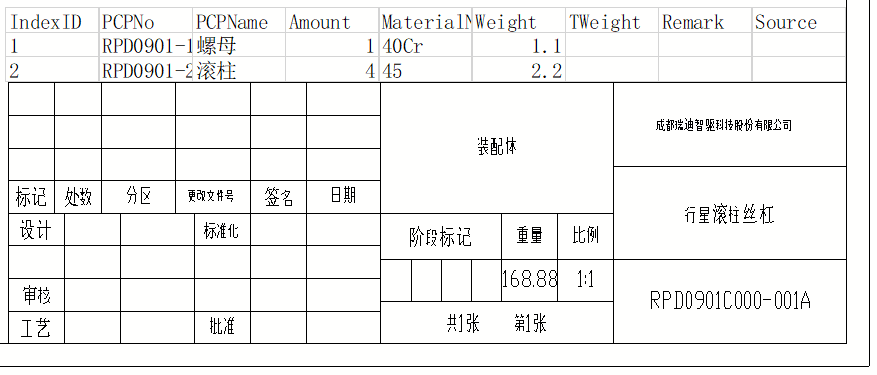 IndexID PCPNo PCPName Amount MaterialN Weight TWeight Remark Source
1 RPD0901-1 螺母 1 40Cr 1.1
2 RPD0901-2 滚柱 4 45 2.2
成都瑞迪智驱科技股份有限公司
装配体
标记 处数 分区 更改文件号 签名 日期
行星滚柱丝杠
设计 标准化 阶段标记 重量 比例
168.88 1:1
审核
RPD0901C000-001A
工艺 批准 共1张 第1张